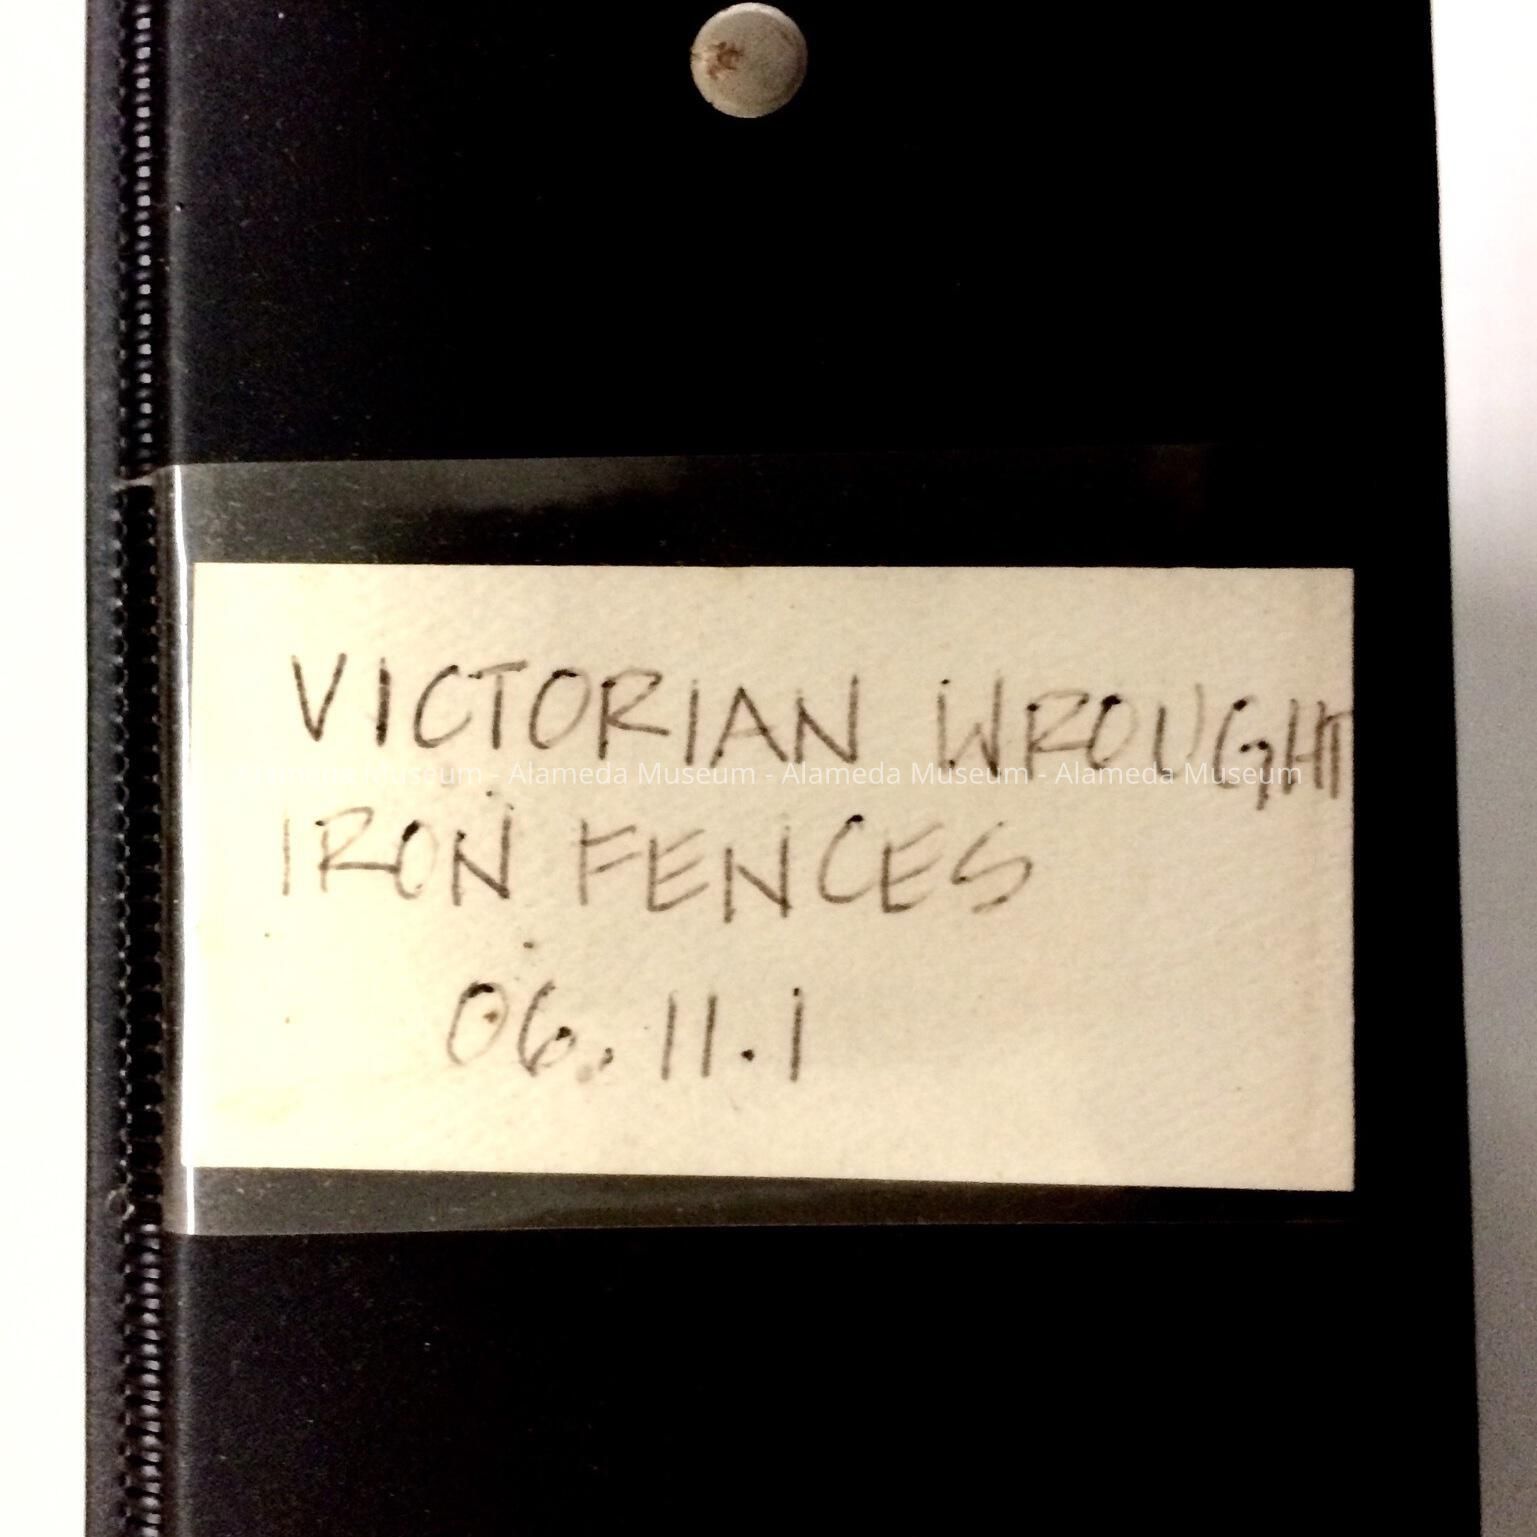 VICTORIAN WROUGHT
Alameda Museum - Alameda Museum - Alameda Museum - Alameda Museum
IRON FENCES
06.11.1